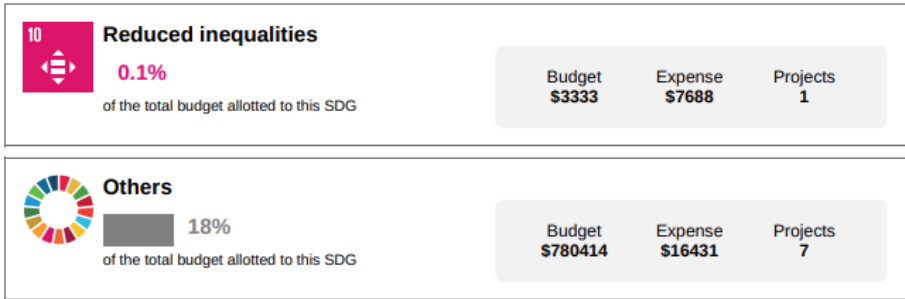 10
Reduced inequalities
0.1%
of the total budget allotted to this SDG
Budget Expense Projects
$3333 $7688 1
Others
18%
of the total budget allotted to this SDG
Budget Expense Projects
$780414 $16431 7